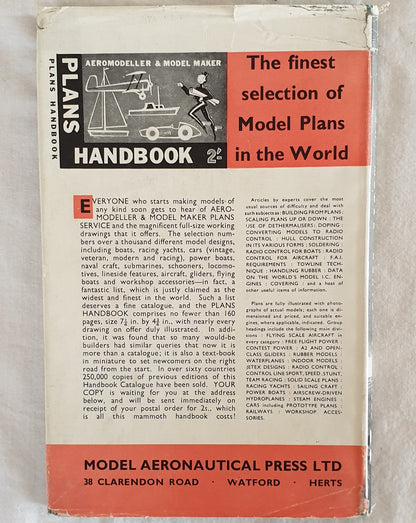 PLANS
PLANS HANDBOOK
AEROMODELLER & MODEL MAKER
HANDBOOK 2/-
The finest
selection of
Model Plans
in the World
EVERYONE who starts making models of
any kind soon gets to hear of AERO-
MODELLER & MODEL MAKER PLANS
SERVICE and the magnificent full-size working
drawings that it offers. The selection num-
bers over a thousand different model designs,
including boats, racing yachts, cars (vintage,
veteran, modern and racing), power boats,
naval craft, submarines, schooners, locomo-
tives, lineside features, aircraft, gliders, flying
boats and workshop accessories—in fact, a
fantastic list, which is justly claimed as the
widest and finest in the world. Such a list
deserves a fine catalogue, and the PLANS
HANDBOOK comprises no fewer than 160
pages, size 7¼ in. by 4¾ in., with nearly every
drawing on offer duly illustrated. In addi-
tion, it was found that so many would-be
builders had similar queries that now it is
more than a catalogue; it is also a text-book
in miniature to set newcomers on the right
road from the start. In over sixty countries
250,000 copies of previous editions of this
Handbook Catalogue have been sold. YOUR
COPY is waiting for you at the address
below, and will be sent immediately on
receipt of your postal order for 2s., which
is all this mammoth handbook costs!
Articles by experts cover the most
usual sources of difficulty and deal with
such subjects as : BUILDING FROM PLANS :
SCALING PLANS UP OR DOWN : THE
USE OF DETHERMALISERS : DOPING :
CONVERTING MODELS TO RADIO
CONTROL : HULL CONSTRUCTION
IN ITS VARIOUS FORMS : SOLDERING :
RADIO CONTROL FOR BOATS : RADIO
CONTROL FOR AIRCRAFT : F.A.I.
REQUIREMENTS : TOWLINE TECH-
NIQUE : HANDLING RUBBER : DATA
ON THE WORLD'S MODEL I.C. EN-
GINES : COVERING : and a host of
other useful items of information.
Plans are fully illustrated with photo-
graphs of actual models; each one is di-
mensioned and priced, and suitable en-
gines, where applicable, indicated. Group
headings include the following main divi-
sions : FLYING SCALE AIRCRAFT in
every category : FREE FLIGHT POWER :
CONTEST POWER : A2 AND OPEN-
CLASS GLIDERS : RUBBER MODELS :
WATERPLANES : INDOOR MODELS :
JETEX DESIGNS : RADIO CONTROL :
CONTROL LINE SPORT, SPEED, STUNT,
TEAM RACING : SOLID SCALE PLANS :
RACING YACHTS : SAILING CRAFT :
POWER BOATS : AIRSCREW-DRIVEN
HYDROPLANES : STEAM ENGINES :
CARS including PROTOTYPE PLANS :
RAILWAYS : WORKSHOP ACCES-
SORIES.
MODEL AERONAUTICAL PRESS LTD
38 CLARENDON ROAD · WATFORD · HERTS